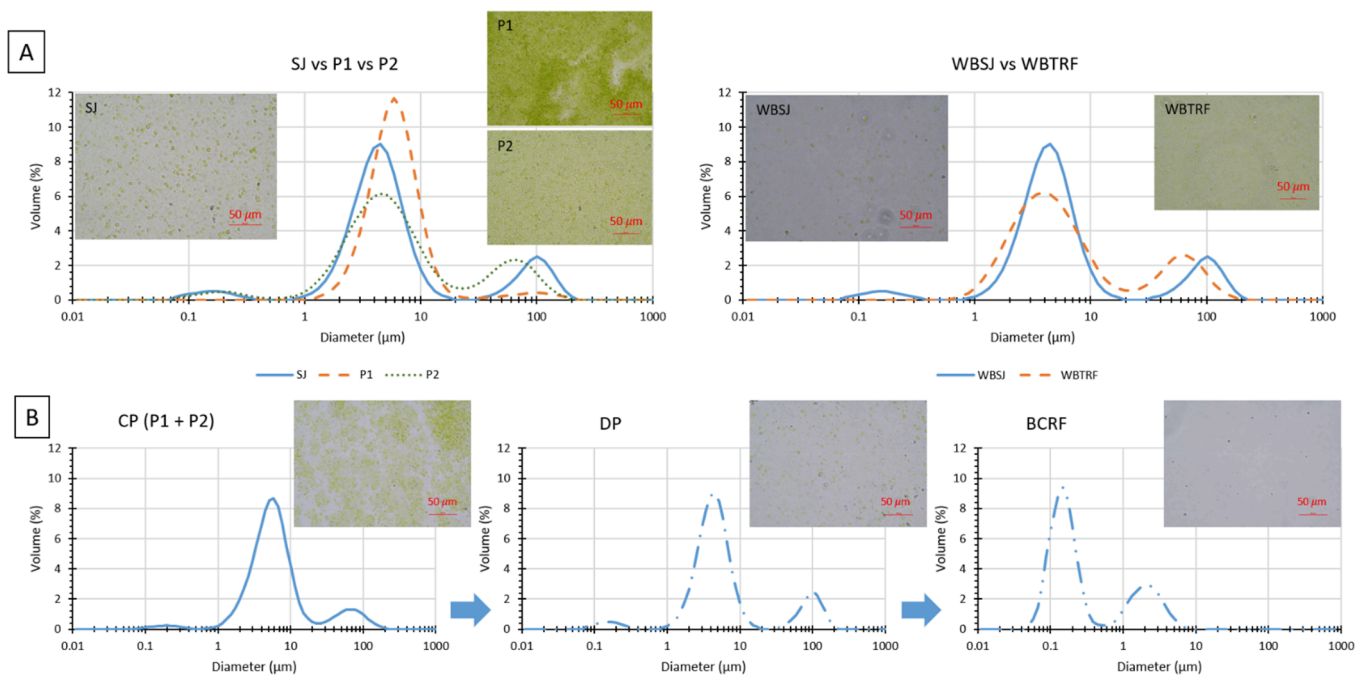 A
SJ vs P1 vs P2
Volume (%)
12
10
8
6
4
2
0
0.01
0.1
1
10
100
1000
Diameter (µm)
SJ
P1
P2
SJ
50 µm
P1
50 µm
P2
50 µm
WBSJ vs WBTRF
Volume (%)
12
10
8
6
4
2
0
0.01
0.1
1
10
100
1000
Diameter (µm)
WBSJ
WBTRF
WBSJ
50 µm
WBTRF
50 µm
B
CP (P1 + P2)
Volume (%)
12
10
8
6
4
2
0
0.01
0.1
1
10
100
1000
Diameter (µm)
50 µm
DP
Volume (%)
12
10
8
6
4
2
0
0.01
0.1
1
10
100
1000
Diameter (µm)
50 µm
BCRF
Volume (%)
12
10
8
6
4
2
0
0.01
0.1
1
10
100
1000
Diameter (µm)
50 µm